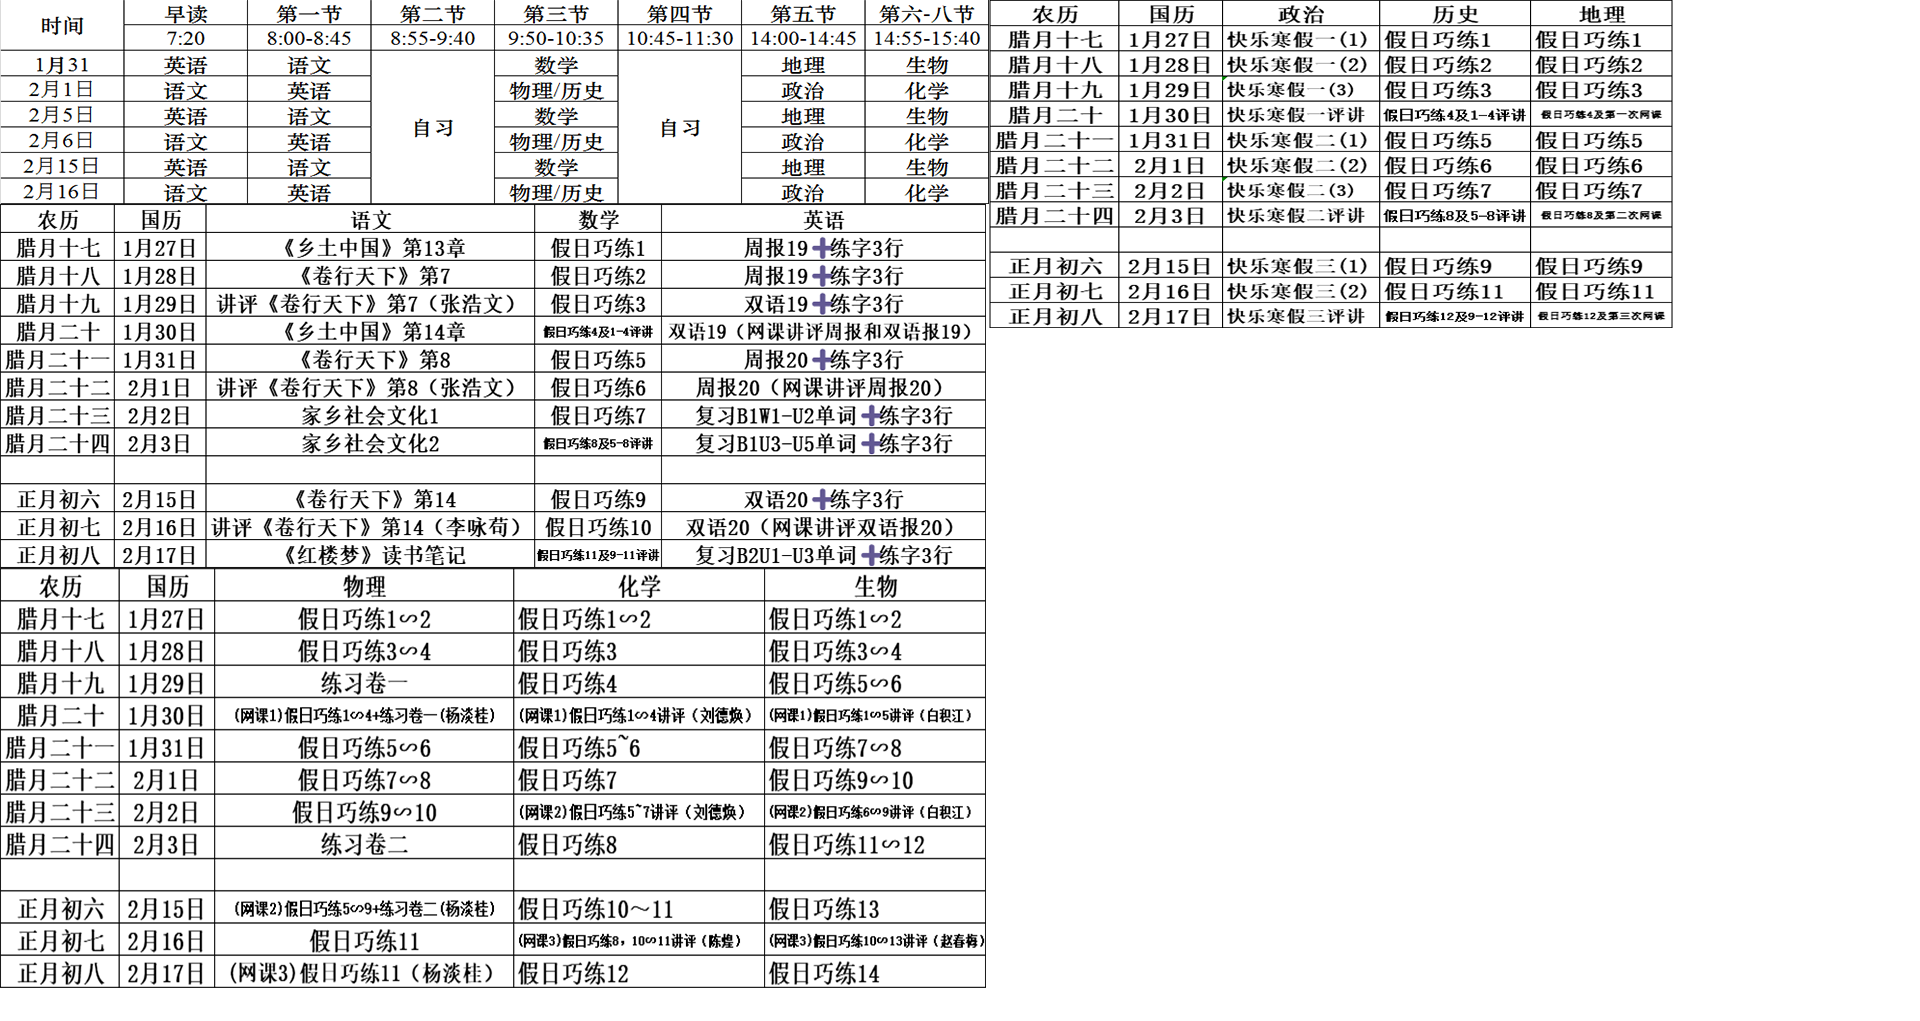 时间 早读 第一节 第二节 第三节 第四节 第五节 第六-八节
7:20 8:00-8:45 8:55-9:40 9:50-10:35 10:45-11:30 14:00-14:45 14:55-15:40
1月31 英语 语文 数学 地理 生物
2月1日 语文 英语 物理/历史 政治 化学
2月5日 英语 语文 自习 数学 自习 地理 生物
2月6日 语文 英语 物理/历史 政治 化学
2月15日 英语 语文 数学 地理 生物
2月16日 语文 英语 物理/历史 政治 化学
农历 国历 语文 数学 英语
腊月十七 1月27日 《乡土中国》第13章 假日巧练1 周报19➕练字3行
腊月十八 1月28日 《卷行天下》第7 假日巧练2 周报19➕练字3行
腊月十九 1月29日 讲评《卷行天下》第7（张浩文） 假日巧练3 双语19➕练字3行
腊月二十 1月30日 《乡土中国》第14章 假日巧练4及1-4评讲 双语19（网课讲评周报和双语报19）
腊月二十一 1月31日 《卷行天下》第8 假日巧练5 周报20➕练字3行
腊月二十二 2月1日 讲评《卷行天下》第8（张浩文） 假日巧练6 周报20（网课讲评周报20）
腊月二十三 2月2日 家乡社会文化1 假日巧练7 复习B1W1-U2单词➕练字3行
腊月二十四 2月3日 家乡社会文化2 假日巧练8及5-8评讲 复习B1U3-U5单词➕练字3行
正月初六 2月15日 《卷行天下》第14 假日巧练9 双语20➕练字3行
正月初七 2月16日 讲评《卷行天下》第14（李咏苟） 假日巧练10 双语20（网课讲评双语报20）
正月初八 2月17日 《红楼梦》读书笔记 假日巧练11及9-11评讲 复习B2U1-U3单词➕练字3行
农历 国历 物理 化学 生物
腊月十七 1月27日 假日巧练1∽2 假日巧练1∽2 假日巧练1∽2
腊月十八 1月28日 假日巧练3∽4 假日巧练3 假日巧练3∽4
腊月十九 1月29日 练习卷一 假日巧练4 假日巧练5∽6
腊月二十 1月30日 (网课1)假日巧练1∽4+练习卷一(杨淡桂) (网课1)假日巧练1∽4讲评（刘德焕） (网课1)假日巧练1∽5讲评（白积江）
腊月二十一 1月31日 假日巧练5∽6 假日巧练5~6 假日巧练7∽8
腊月二十二 2月1日 假日巧练7∽8 假日巧练7 假日巧练9∽10
腊月二十三 2月2日 假日巧练9∽10 (网课2)假日巧练5~7讲评（刘德焕） (网课2)假日巧练6∽9讲评（白积江）
腊月二十四 2月3日 练习卷二 假日巧练8 假日巧练11∽12
正月初六 2月15日 (网课2)假日巧练5∽9+练习卷二(杨淡桂) 假日巧练10～11 假日巧练13
正月初七 2月16日 假日巧练11 (网课3)假日巧练8，10∽11讲评（陈煌） (网课3)假日巧练10∽13讲评（赵春梅）
正月初八 2月17日 (网课3)假日巧练11（杨淡桂） 假日巧练12 假日巧练14
农历 国历 政治 历史 地理
腊月十七 1月27日 快乐寒假一(1) 假日巧练1 假日巧练1
腊月十八 1月28日 快乐寒假一(2) 假日巧练2 假日巧练2
腊月十九 1月29日 快乐寒假一(3) 假日巧练3 假日巧练3
腊月二十 1月30日 快乐寒假一评讲 假日巧练4及1-4评讲 假日巧练4及第一次网课
腊月二十一 1月31日 快乐寒假二(1) 假日巧练5 假日巧练5
腊月二十二 2月1日 快乐寒假二(2) 假日巧练6 假日巧练6
腊月二十三 2月2日 快乐寒假二(3) 假日巧练7 假日巧练7
腊月二十四 2月3日 快乐寒假二评讲 假日巧练8及5-8评讲 假日巧练8及第二次网课
正月初六 2月15日 快乐寒假三(1) 假日巧练9 假日巧练9
正月初七 2月16日 快乐寒假三(2) 假日巧练11 假日巧练11
正月初八 2月17日 快乐寒假三评讲 假日巧练12及9-12评讲 假日巧练12及第三次网课